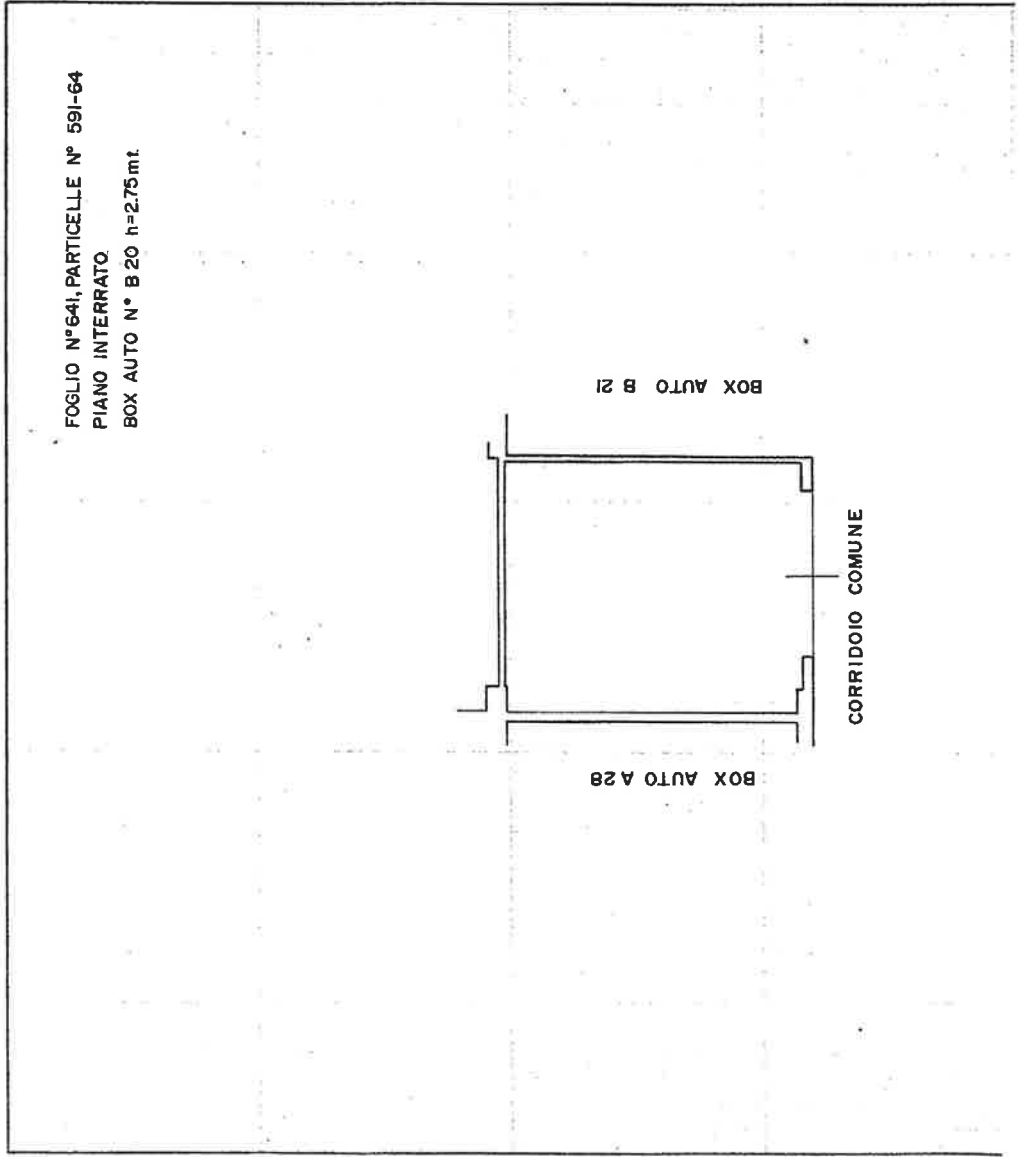 FOGLIO N°641, PARTICELLE N° 591-64
PIANO INTERRATO
BOX AUTO N° B 20 h=2.75mt.
BOX AUTO B 21
CORRIDOIO COMUNE
BOX AUTO A 28